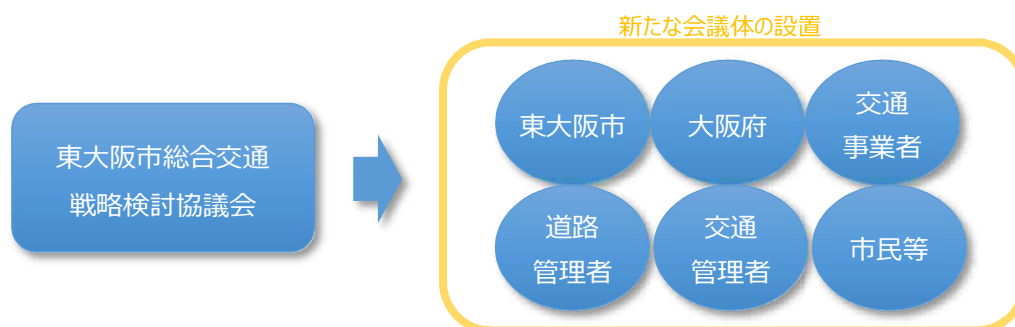 新たな会議体の設置
東大阪市総合交通
戦略検討協議会
東大阪市
大阪府
交通
事業者
道路
管理者
交通
管理者
市民等